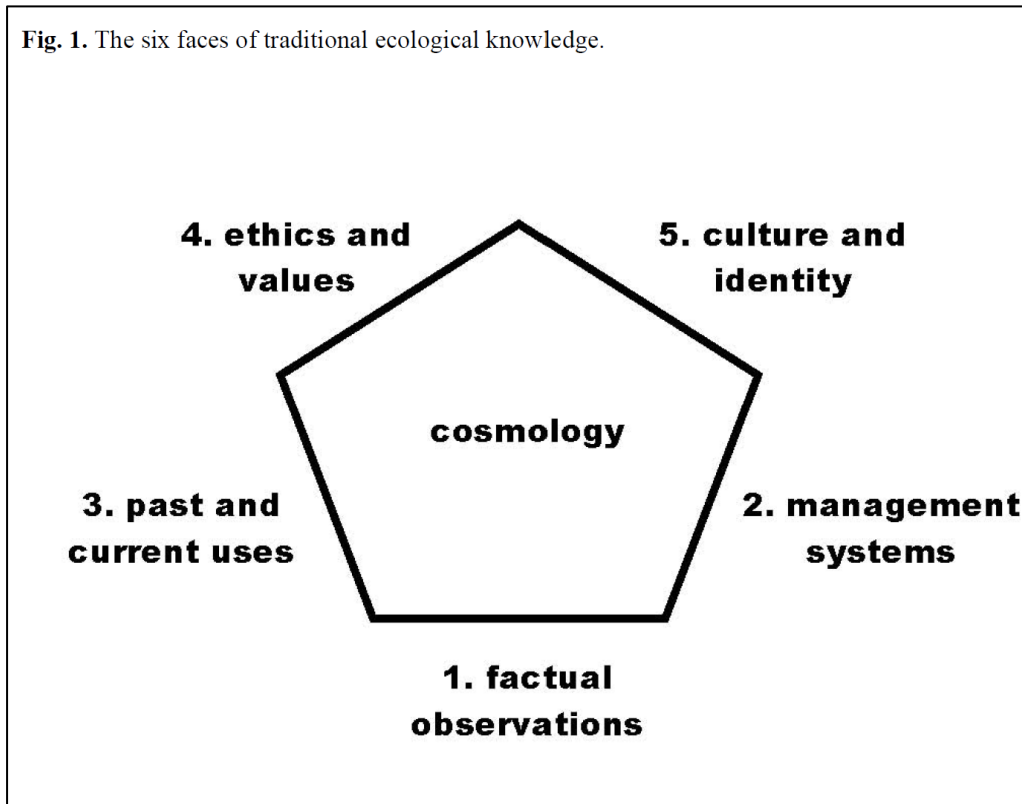 Fig. 1. The six faces of traditional ecological knowledge.
4. ethics and
values
5. culture and
identity
cosmology
3. past and
current uses
2. management
systems
1. factual
observations